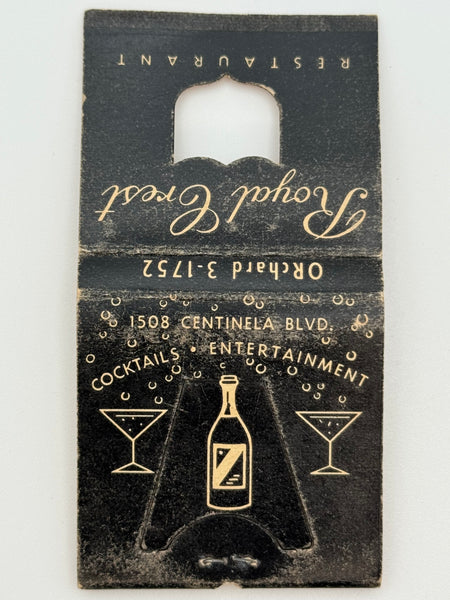 RESTAURANT
Royal Crest
ORchard 3-1752
1508 CENTINELA BLVD.
COCKTAILS • ENTERTAINMENT